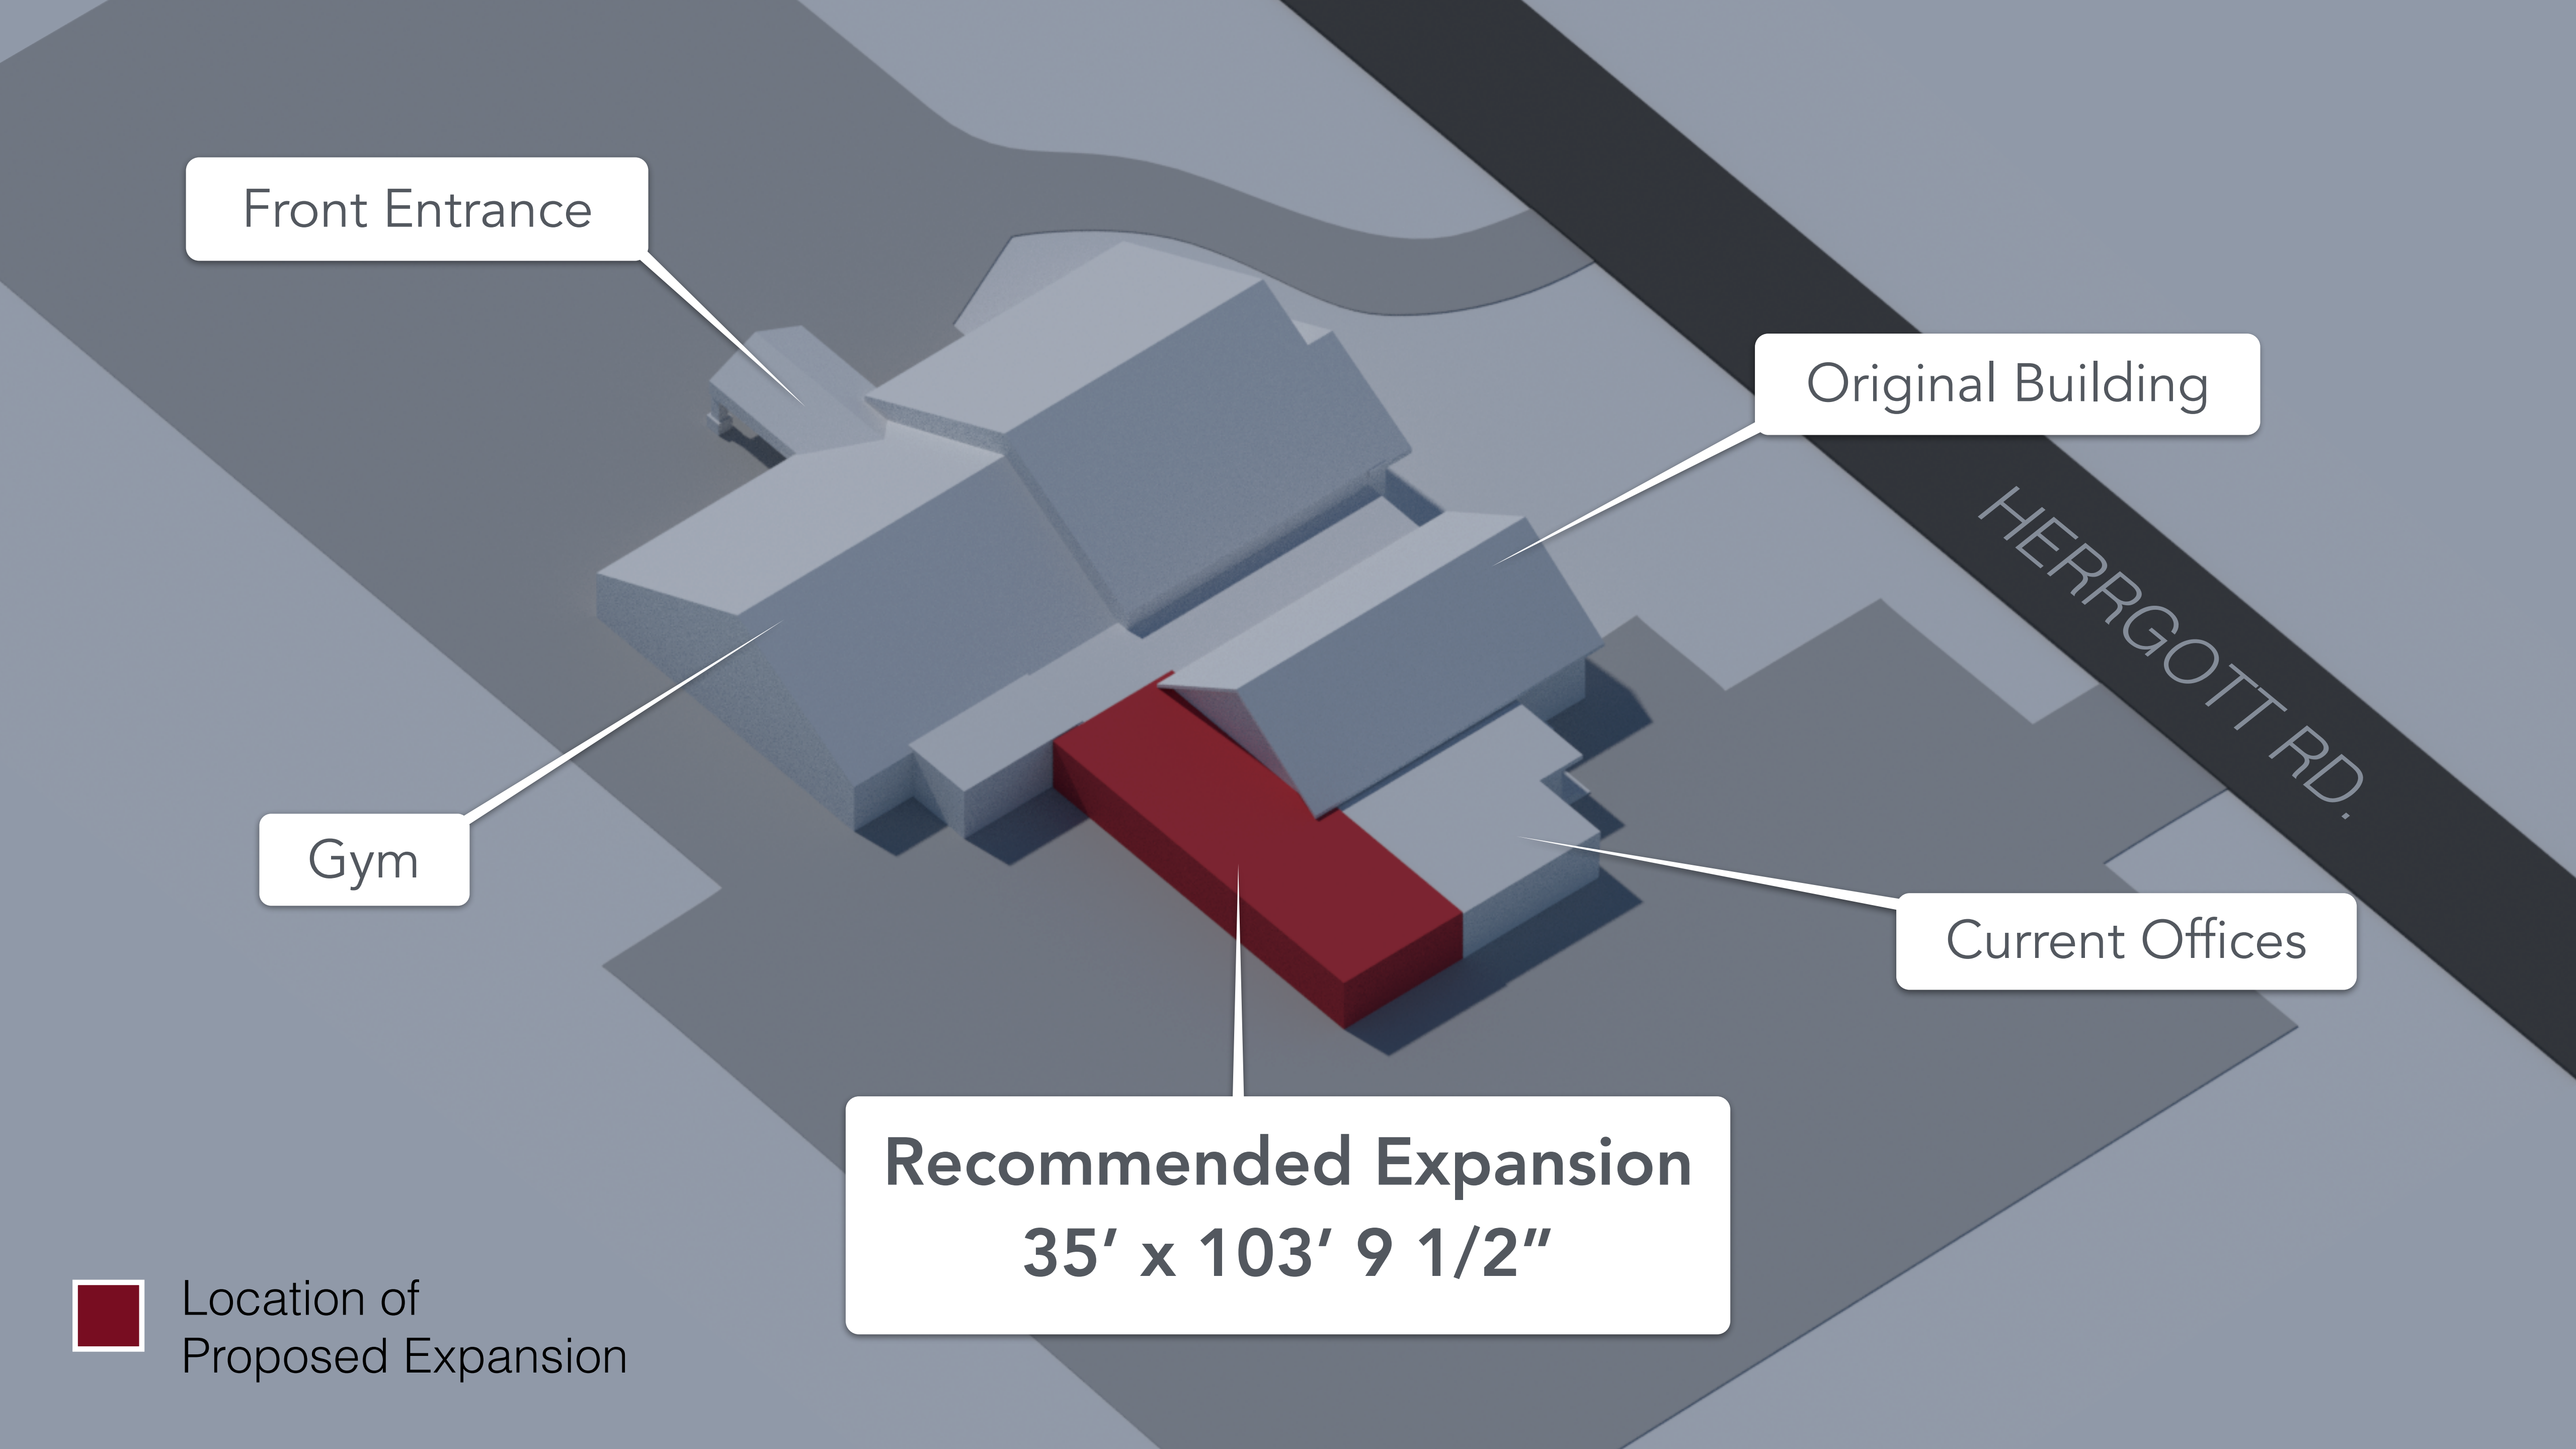 Front Entrance
Original Building
HERRGOTT RD.
Gym
Current Offices
Recommended Expansion
35’ x 103’ 9 1/2”
Location of
Proposed Expansion